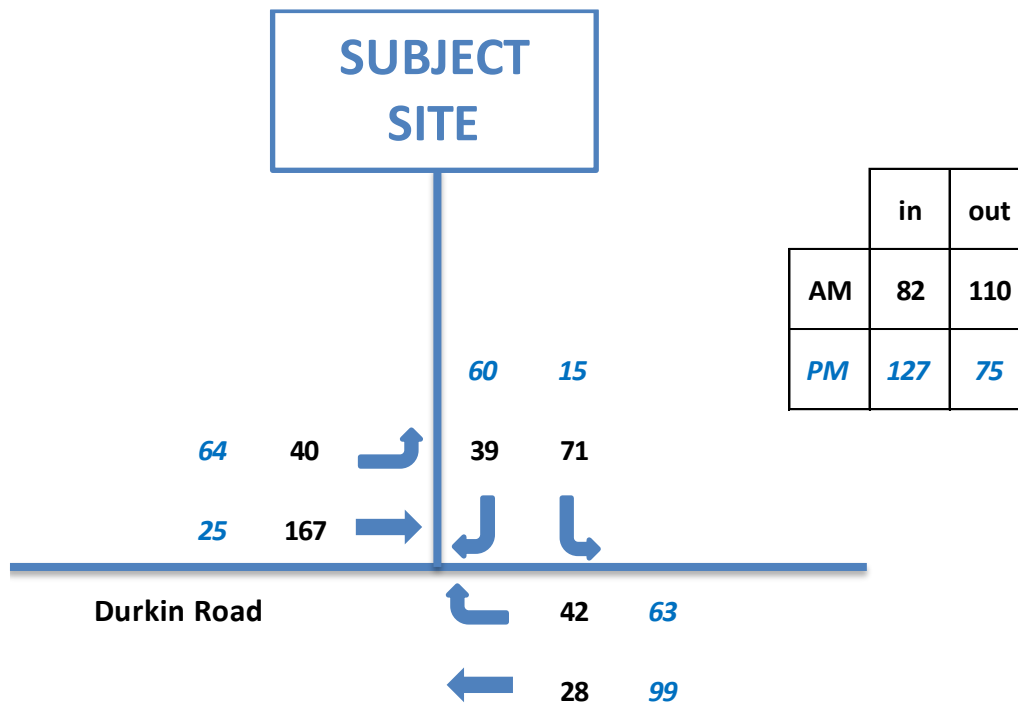 SUBJECT
SITE
in out
AM 82 110
PM 127 75
60 15
64 40 39 71
25 167
Durkin Road 42 63
28 99